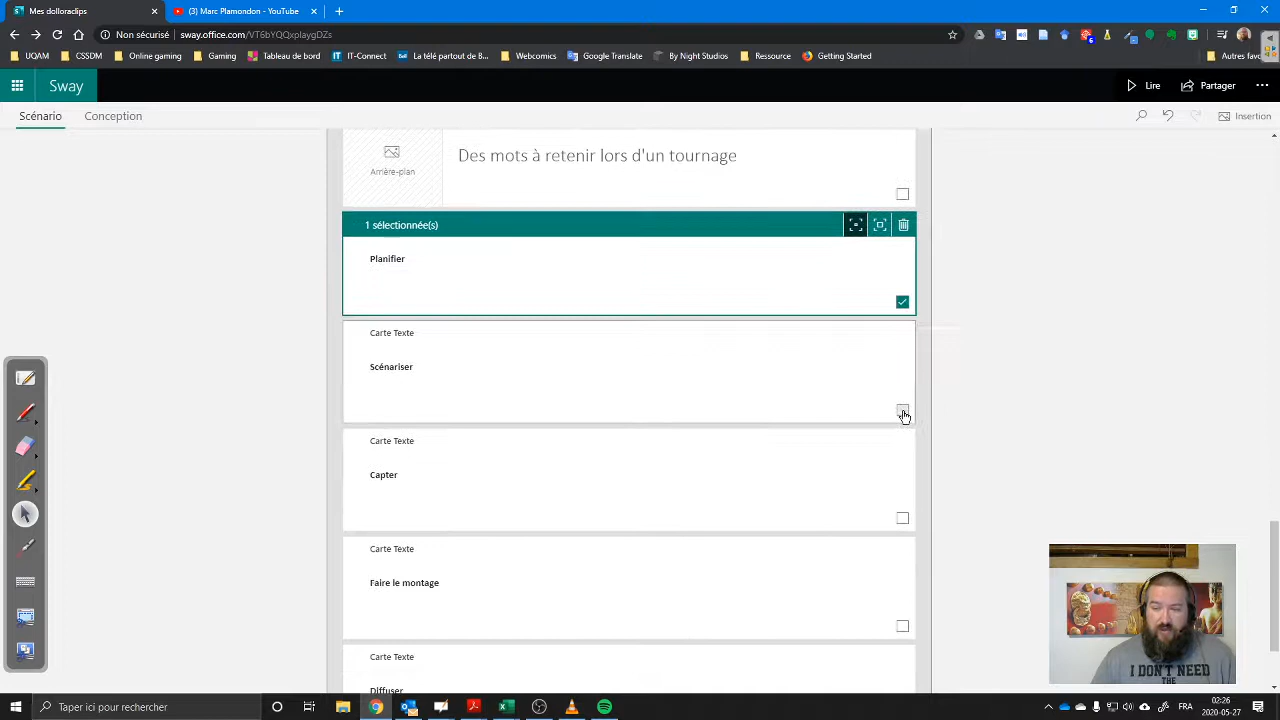 Mes dolloraclips
(3) Marc Plamondon - YouTube
Non sécurisé
sway.office.com/VT6bYQQxplaygDZs
UQAM
CSSDM
Online gaming
Gaming
Tableau de bord
IT-Connect
La télé partout de B...
Webcomics
Google Translate
By Night Studios
Ressource
Getting Started
Autres favo
Sway
Lire
Partager
Scénario
Conception
Insertion
Arrière-plan
Des mots à retenir lors d'un tournage
1 sélectionnée(s)
Planifier
Carte Texte
Scénariser
Carte Texte
Capter
Carte Texte
Faire le montage
Carte Texte
Diffuser
I DON'T NEED
THE
Taper ici pour rechercher
FRA
02:26
2020-05-27